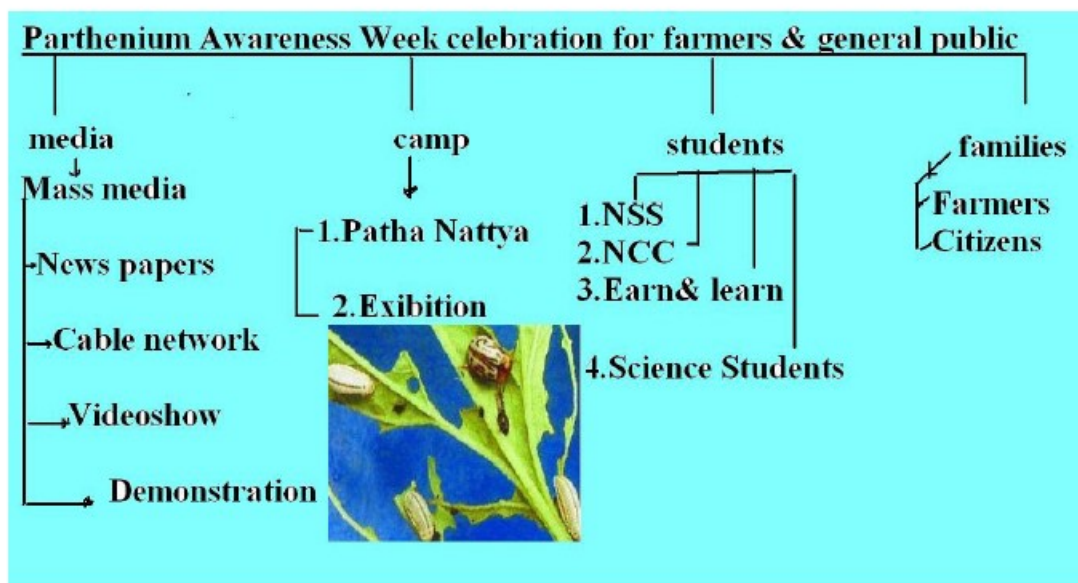 Parthenium Awareness Week celebration for farmers & general public
media
Mass media
News papers
Cable network
Videoshow
Demonstration
camp
1.Patha Nattya
2.Exibition
students
1.NSS
2.NCC
3.Earn& learn
4.Science Students
families
Farmers
Citizens